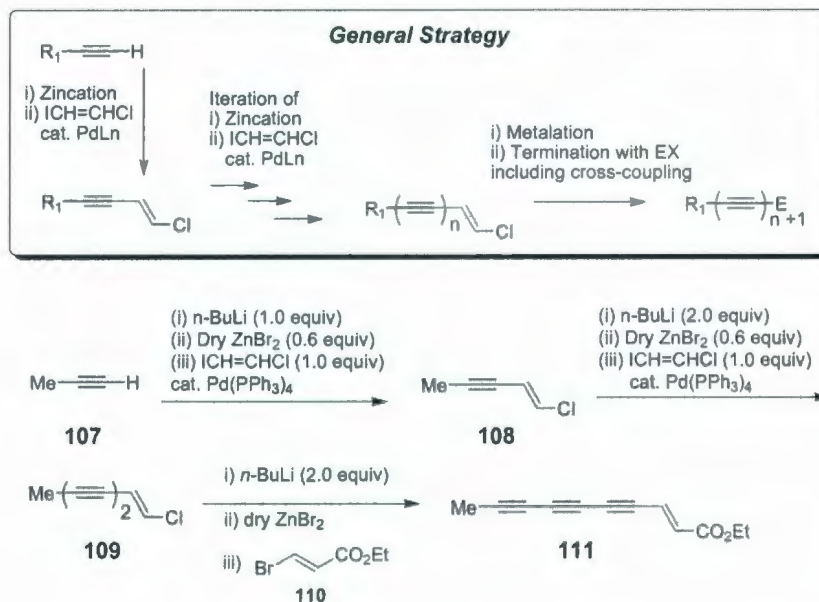 General Strategy
R₁ H
i) Zincation
ii) ICH=CHCl
cat. PdLn
Iteration of
i) Zincation
ii) ICH=CHCl
cat. PdLn
i) Metalation
ii) Termination with EX
including cross-coupling
R₁ Cl
R₁ ( ) n Cl
R₁ ( ) E n +1
(i) n-BuLi (1.0 equiv)
(ii) Dry ZnBr₂ (0.6 equiv)
(iii) ICH=CHCl (1.0 equiv)
cat. Pd(PPh₃)₄
(i) n-BuLi (2.0 equiv)
(ii) Dry ZnBr₂ (0.6 equiv)
(iii) ICH=CHCl (1.0 equiv)
cat. Pd(PPh₃)₄
Me H
107
Me Cl
108
Me ( ) 2 Cl
109
i) n-BuLi (2.0 equiv)
ii) dry ZnBr₂
iii) Br CO₂Et
110
Me CO₂Et
111